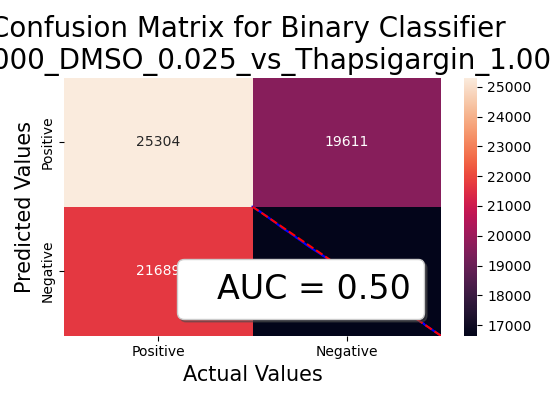 Confusion Matrix for Binary Classifier
000_DMSO_0.025_vs_Thapsigargin_1.00
Predicted Values
Positive
Negative
25304
19611
21689
AUC = 0.50
Positive
Negative
Actual Values
25000
24000
23000
22000
21000
20000
19000
18000
17000